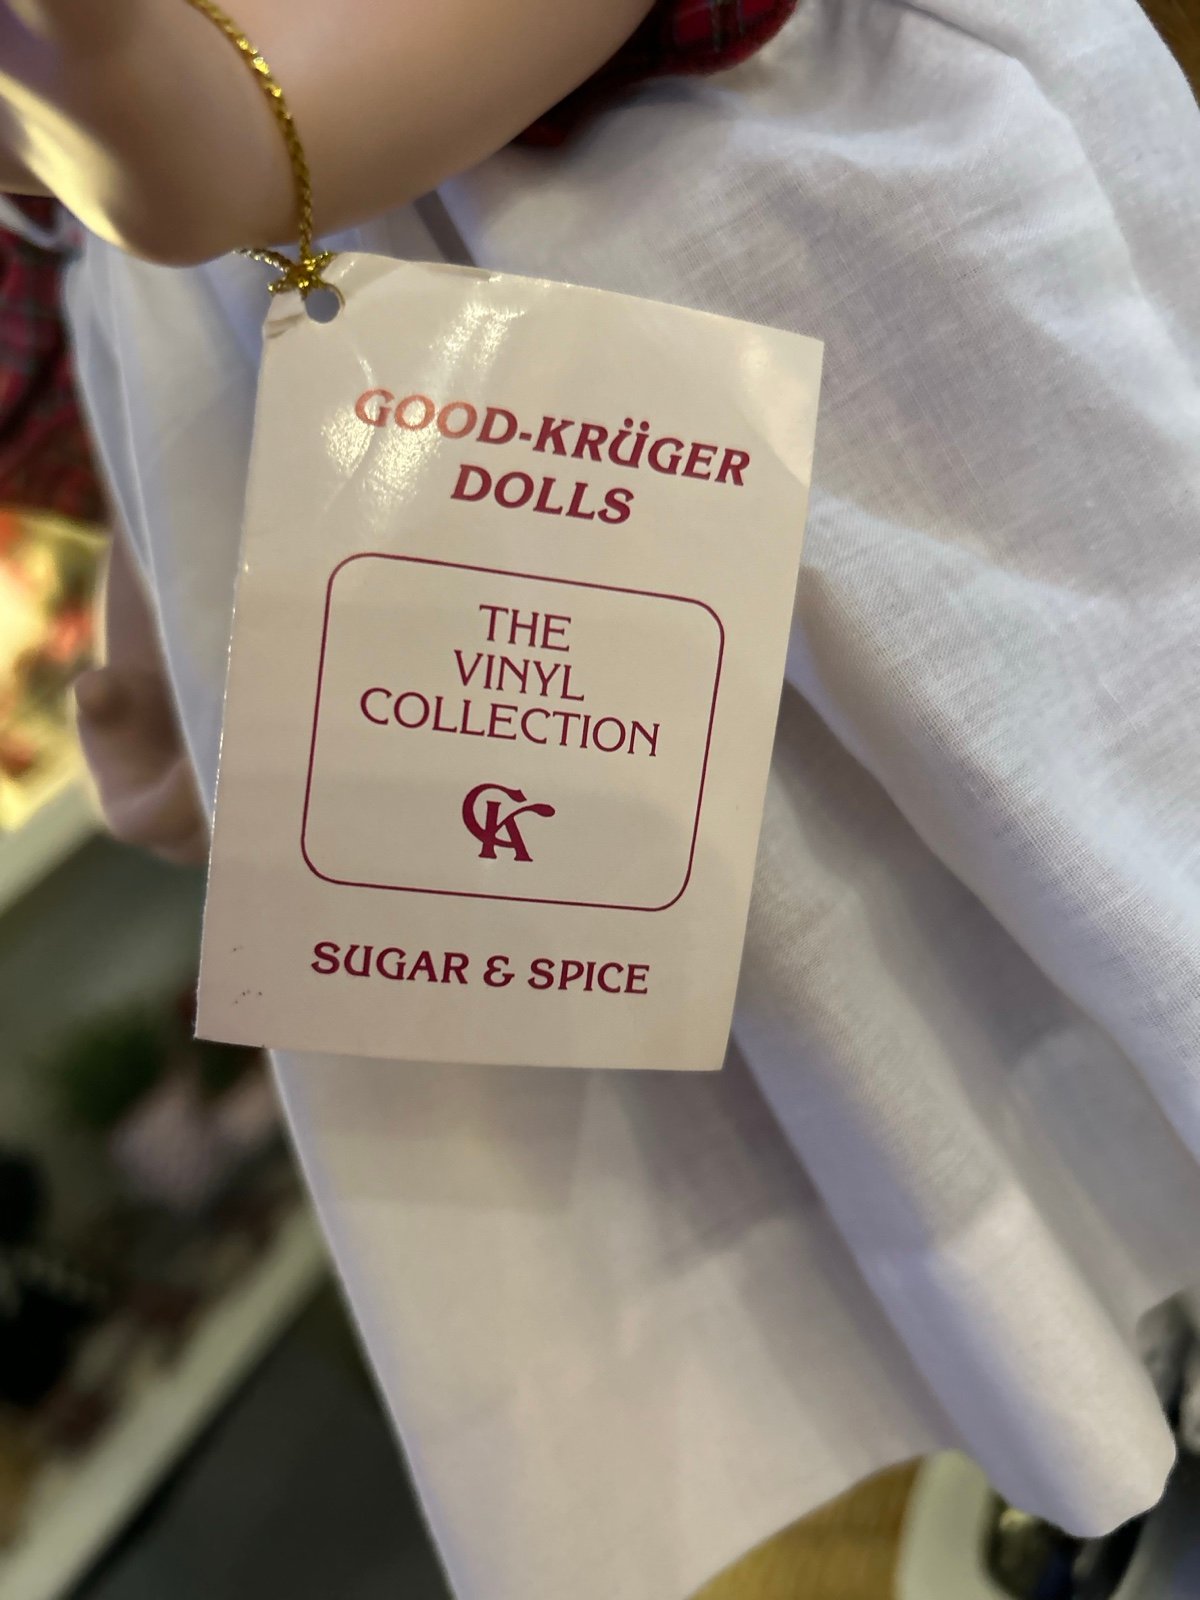 GOOD-KRÜGER
DOLLS
THE
VINYL
COLLECTION
GK
SUGAR & SPICE